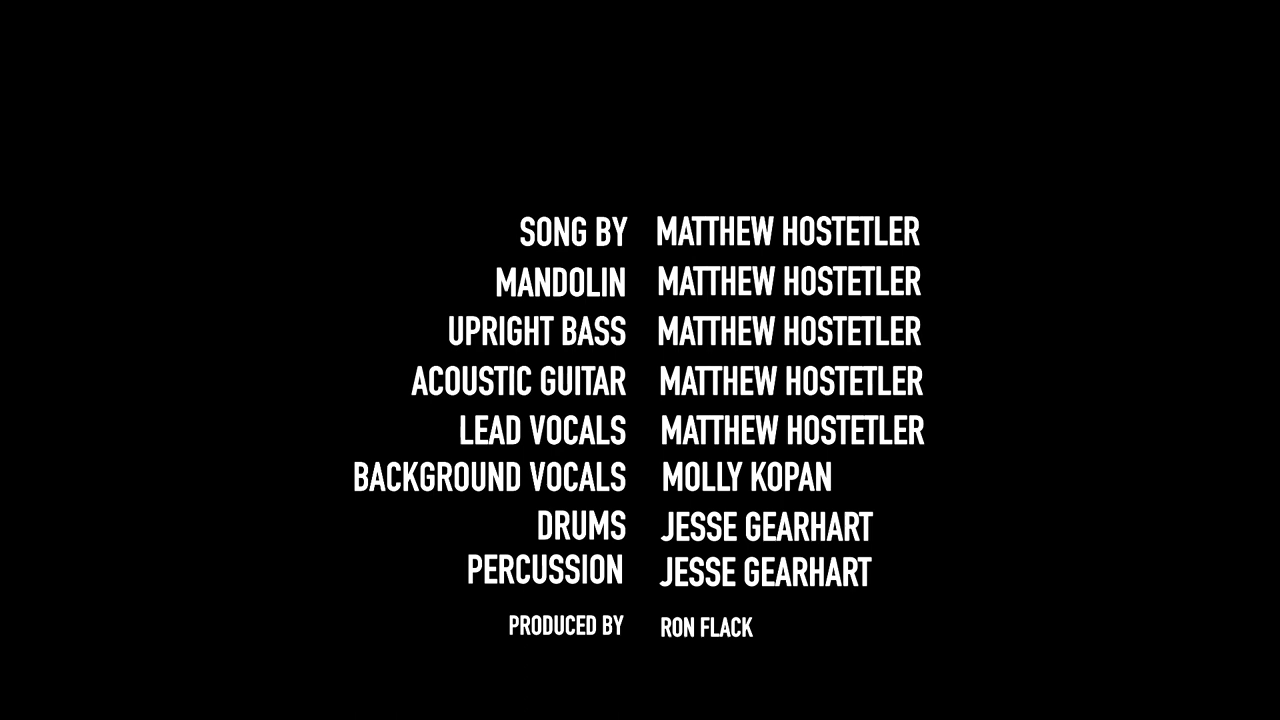 SONG BY MATTHEW HOSTETLER
MANDOLIN MATTHEW HOSTETLER
UPRIGHT BASS MATTHEW HOSTETLER
ACOUSTIC GUITAR MATTHEW HOSTETLER
LEAD VOCALS MATTHEW HOSTETLER
BACKGROUND VOCALS MOLLY KOPAN
DRUMS JESSE GEARHART
PERCUSSION JESSE GEARHART
PRODUCED BY RON FLACK